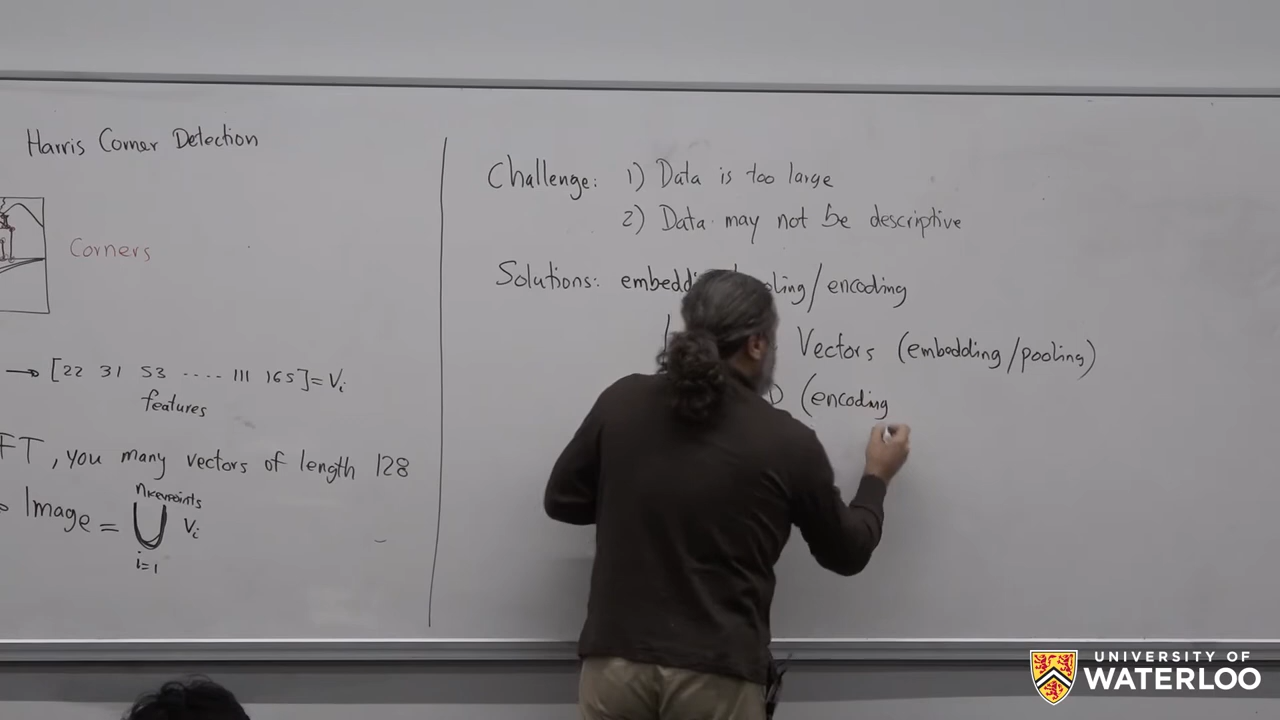 Harris Corner Detection
Corners
→ [22 31 53 .... 111 165] = Vi
features
FT, you many vectors of length 128
Image = ⋃ Vi
nkeypoints
i=1
Challenge: 1) Data is too large
2) Data may not be descriptive
Solutions: / encoding
Vectors (embedding/pooling)
(encoding
UNIVERSITY OF
WATERLOO